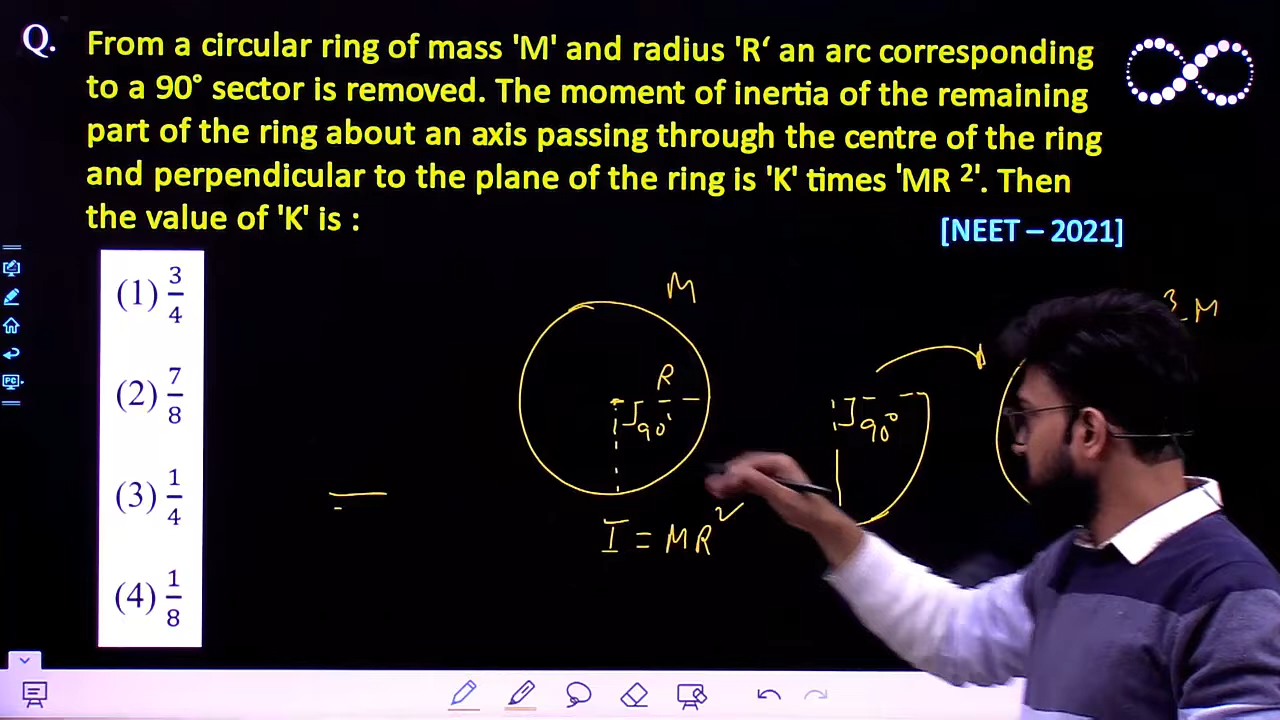 Q. From a circular ring of mass 'M' and radius 'R‘ an arc corresponding
to a 90° sector is removed. The moment of inertia of the remaining
part of the ring about an axis passing through the centre of the ring
and perpendicular to the plane of the ring is 'K' times 'MR ²'. Then
the value of 'K' is :
[NEET – 2021]
(1) 3/4
(2) 7/8
(3) 1/4
(4) 1/8
M
R
90°
I = MR²
90°
3 M
PC